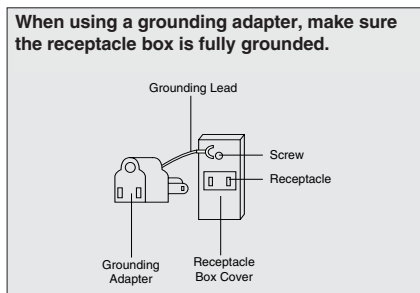 When using a grounding adapter, make sure
the receptacle box is fully grounded.
Grounding Lead
Screw
Receptacle
Grounding
Adapter
Receptacle
Box Cover